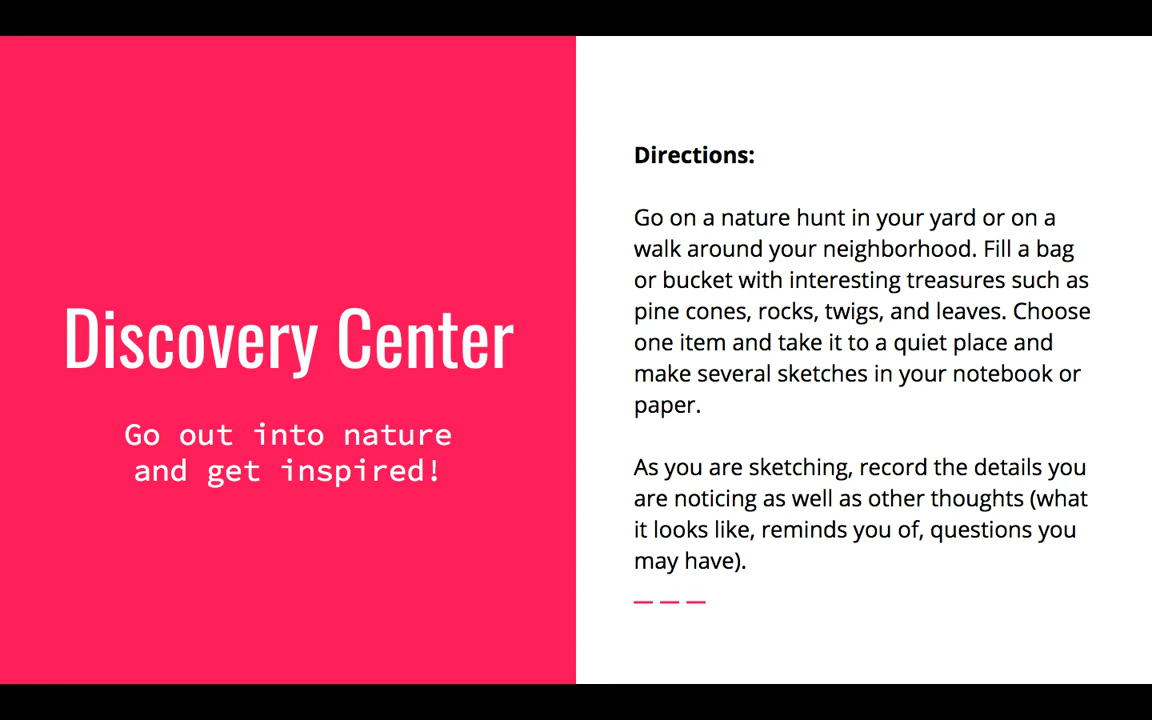 Discovery Center
Go out into nature
and get inspired!
Directions:
Go on a nature hunt in your yard or on a
walk around your neighborhood. Fill a bag
or bucket with interesting treasures such as
pine cones, rocks, twigs, and leaves. Choose
one item and take it to a quiet place and
make several sketches in your notebook or
paper.
As you are sketching, record the details you
are noticing as well as other thoughts (what
it looks like, reminds you of, questions you
may have).